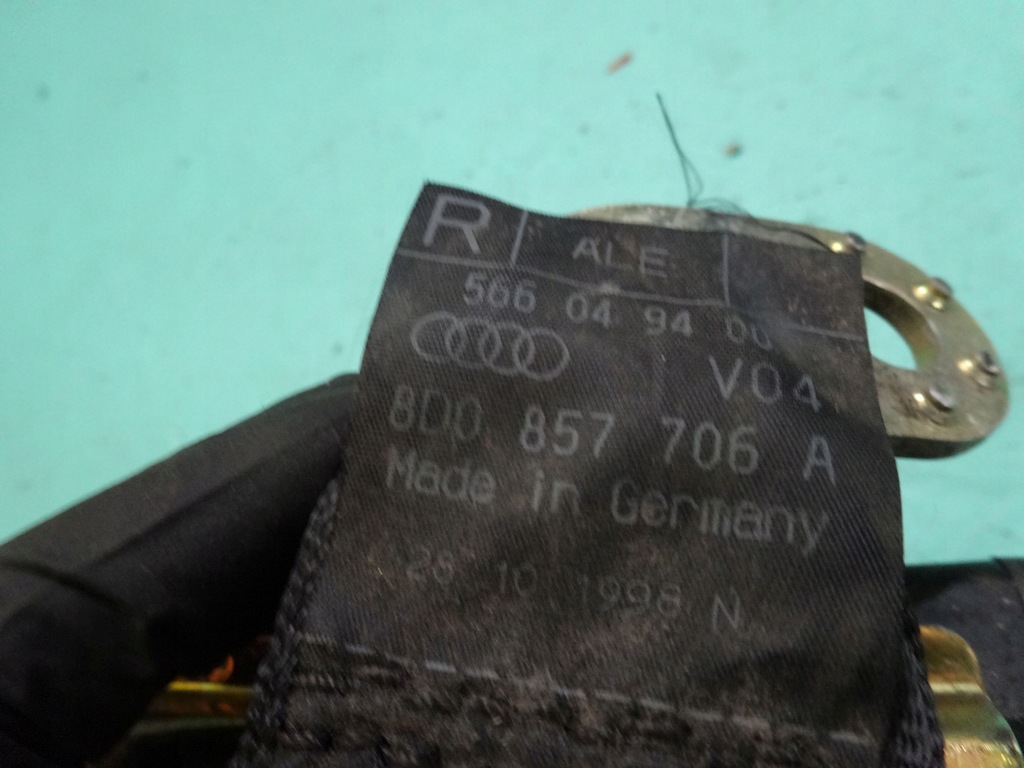 R ALE
566 04 94 00
V04
8D0 857 706 A
Made in Germany
28 10 1998 N